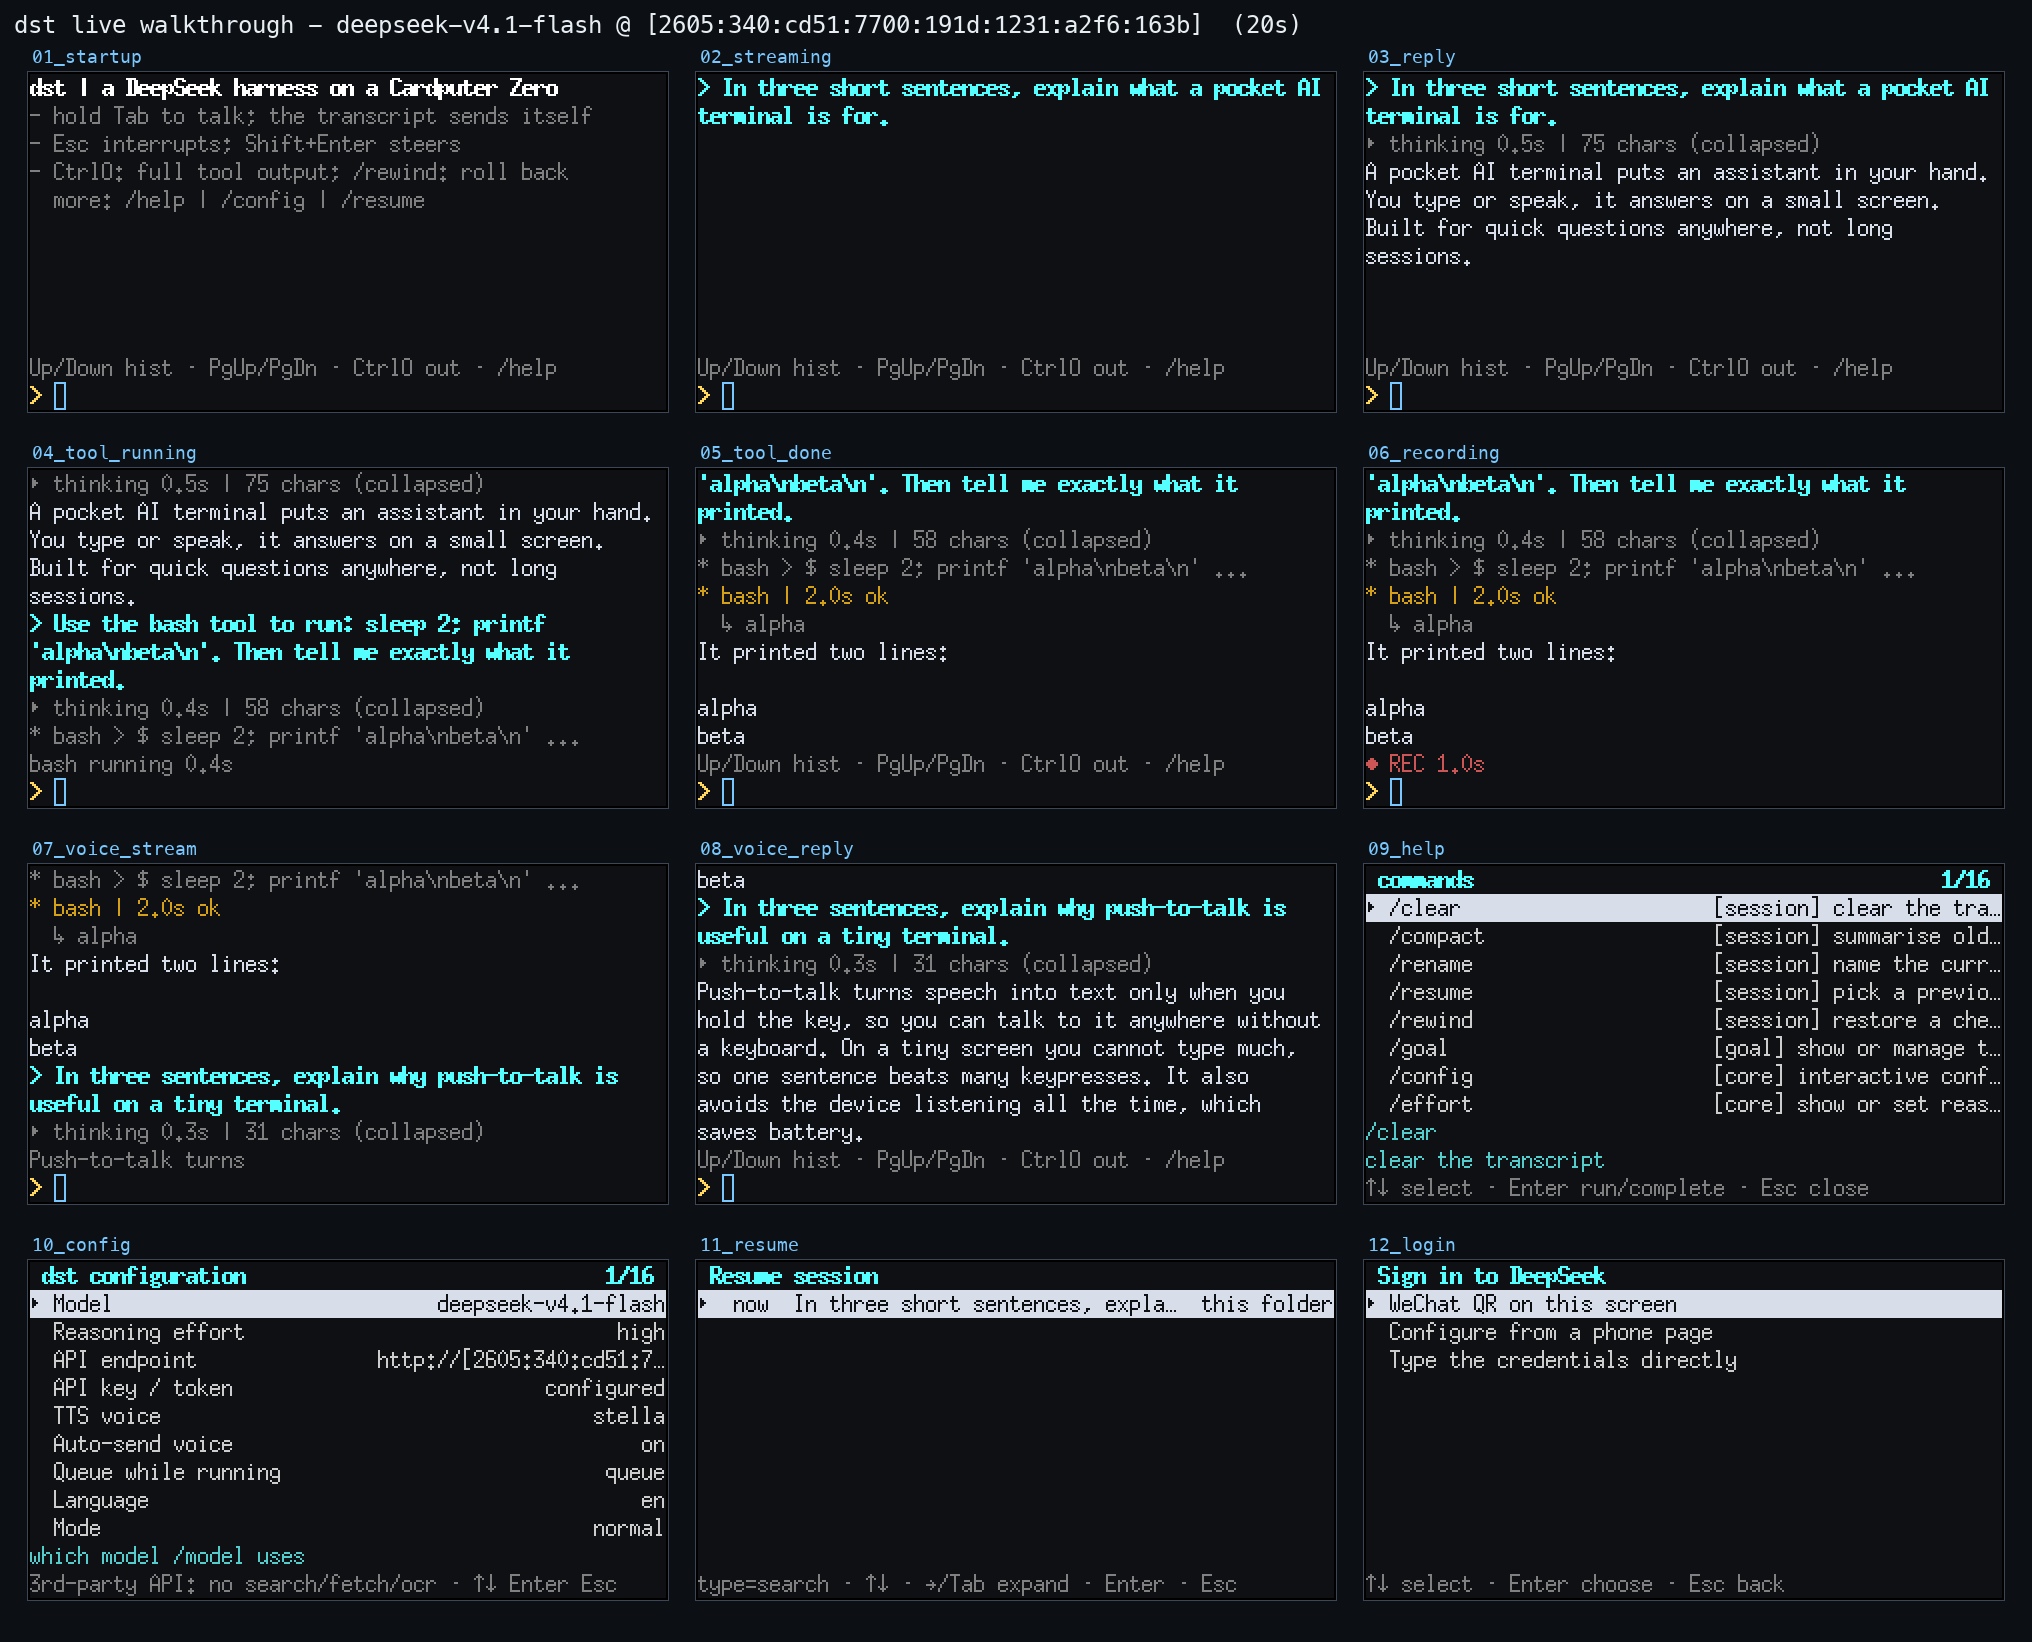 dst live walkthrough — deepseek-v4.1-flash @ [2605:340:cd51:7700:191d:1231:a2f6:163b]  (20s)
01_startup
dst | a DeepSeek harness on a Cardputer Zero
- hold Tab to talk; the transcript sends itself
- Esc interrupts; Shift+Enter steers
- CtrlO: full tool output; /rewind: roll back
more: /help | /config | /resume
Up/Down hist · PgUp/PgDn · CtrlO out · /help
>
02_streaming
> In three short sentences, explain what a pocket AI
terminal is for.
Up/Down hist · PgUp/PgDn · CtrlO out · /help
>
03_reply
> In three short sentences, explain what a pocket AI
terminal is for.
▸ thinking 0.5s | 75 chars (collapsed)
A pocket AI terminal puts an assistant in your hand.
You type or speak, it answers on a small screen.
Built for quick questions anywhere, not long
sessions.
Up/Down hist · PgUp/PgDn · CtrlO out · /help
>
04_tool_running
▸ thinking 0.5s | 75 chars (collapsed)
A pocket AI terminal puts an assistant in your hand.
You type or speak, it answers on a small screen.
Built for quick questions anywhere, not long
sessions.
> Use the bash tool to run: sleep 2; printf
'alpha\nbeta\n'. Then tell me exactly what it
printed.
▸ thinking 0.4s | 58 chars (collapsed)
* bash > $ sleep 2; printf 'alpha\nbeta\n' ...
bash running 0.4s
>
05_tool_done
'alpha\nbeta\n'. Then tell me exactly what it
printed.
▸ thinking 0.4s | 58 chars (collapsed)
* bash > $ sleep 2; printf 'alpha\nbeta\n' ...
* bash | 2.0s ok
↳ alpha
It printed two lines:
alpha
beta
Up/Down hist · PgUp/PgDn · CtrlO out · /help
>
06_recording
'alpha\nbeta\n'. Then tell me exactly what it
printed.
▸ thinking 0.4s | 58 chars (collapsed)
* bash > $ sleep 2; printf 'alpha\nbeta\n' ...
* bash | 2.0s ok
↳ alpha
It printed two lines:
alpha
beta
● REC 1.0s
>
07_voice_stream
* bash > $ sleep 2; printf 'alpha\nbeta\n' ...
* bash | 2.0s ok
↳ alpha
It printed two lines:
alpha
beta
> In three sentences, explain why push-to-talk is
useful on a tiny terminal.
▸ thinking 0.3s | 31 chars (collapsed)
Push-to-talk turns
>
08_voice_reply
beta
> In three sentences, explain why push-to-talk is
useful on a tiny terminal.
▸ thinking 0.3s | 31 chars (collapsed)
Push-to-talk turns speech into text only when you
hold the key, so you can talk to it anywhere without
a keyboard. On a tiny screen you cannot type much,
so one sentence beats many keypresses. It also
avoids the device listening all the time, which
saves battery.
Up/Down hist · PgUp/PgDn · CtrlO out · /help
>
09_help
commands 1/16
▸ /clear [session] clear the tra…
/compact [session] summarise old…
/rename [session] name the curr…
/resume [session] pick a previo…
/rewind [session] restore a che…
/goal [goal] show or manage t…
/config [core] interactive conf…
/effort [core] show or set reas…
/clear
clear the transcript
↑↓ select · Enter run/complete · Esc close
10_config
dst configuration 1/16
▸ Model deepseek-v4.1-flash
Reasoning effort high
API endpoint http://[2605:340:cd51:7…
API key / token configured
TTS voice stella
Auto-send voice on
Queue while running queue
Language en
Mode normal
which model /model uses
3rd-party API: no search/fetch/ocr · ↑↓ Enter Esc
11_resume
Resume session
▸ now In three short sentences, expla… this folder
type=search · ↑↓ · →/Tab expand · Enter · Esc
12_login
Sign in to DeepSeek
▸ WeChat QR on this screen
Configure from a phone page
Type the credentials directly
↑↓ select · Enter choose · Esc back